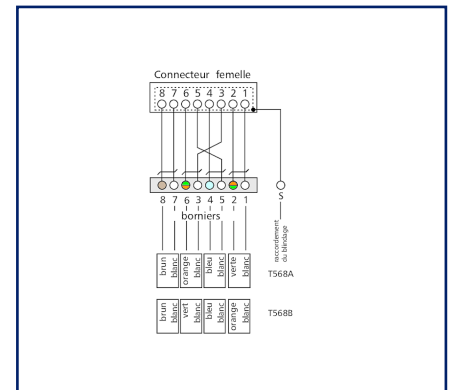 Connecteur femelle
8 7 6 5 4 3 2 1
S
8 7 6 3 4 5 2 1
borniers
raccordement
du blindage
brun
blanc
orange
blanc
bleu
blanc
verte
blanc
T568A
brun
blanc
vert
blanc
bleu
blanc
orange
blanc
T568B